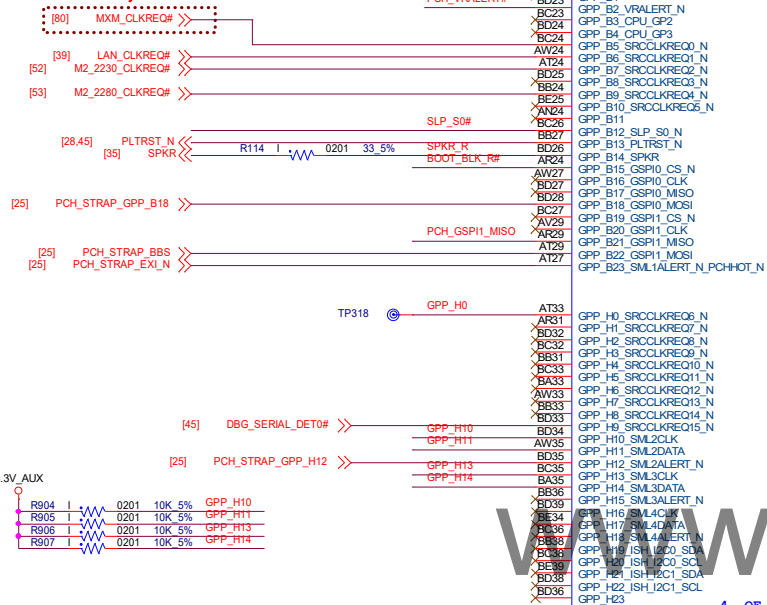 BD23
GPP_B2_VRALERT_N
BC23
[80] MXM_CLKREQ#
GPP_B3_CPU_GP2
BD24
GPP_B4_CPU_GP3
BC24
GPP_B5_SRCCLKREQ0_N
AW24
[39] LAN_CLKREQ#
GPP_B6_SRCCLKREQ1_N
AT24
[52] M2_2230_CLKREQ#
GPP_B7_SRCCLKREQ2_N
BD25
GPP_B8_SRCCLKREQ3_N
BB24
[53] M2_2280_CLKREQ#
GPP_B9_SRCCLKREQ4_N
BE25
GPP_B10_SRCCLKREQ5_N
AN24
GPP_B11
SLP_S0#
BC26
GPP_B12_SLP_S0_N
BB27
[28,45] PLTRST_N
GPP_B13_PLTRST_N
[35] SPKR
R114 I 0201 33_5%
SPKR_R
BD26
GPP_B14_SPKR
BOOT_BLK_R#
AR24
GPP_B15_GSPI0_CS_N
AW27
GPP_B16_GSPI0_CLK
BD27
GPP_B17_GSPI0_MISO
BD28
[25] PCH_STRAP_GPP_B18
GPP_B18_GSPI0_MOSI
BC27
GPP_B19_GSPI1_CS_N
AV29
GPP_B20_GSPI1_CLK
PCH_GSPI1_MISO
AR29
GPP_B21_GSPI1_MISO
AT29
[25] PCH_STRAP_BBS
GPP_B22_GSPI1_MOSI
AT27
[25] PCH_STRAP_EXI_N
GPP_B23_SML1ALERT_N_PCHHOT_N
TP318
GPP_H0
AT33
GPP_H0_SRCCLKREQ6_N
AR31
GPP_H1_SRCCLKREQ7_N
BD32
GPP_H2_SRCCLKREQ8_N
BC32
GPP_H3_SRCCLKREQ9_N
BB31
GPP_H4_SRCCLKREQ10_N
BC33
GPP_H5_SRCCLKREQ11_N
BA33
GPP_H6_SRCCLKREQ12_N
AW33
GPP_H7_SRCCLKREQ13_N
BB33
GPP_H8_SRCCLKREQ14_N
BD33
[45] DBG_SERIAL_DET0#
GPP_H9_SRCCLKREQ15_N
GPP_H10
BD34
GPP_H10_SML2CLK
GPP_H11
AW35
GPP_H11_SML2DATA
BD35
[25] PCH_STRAP_GPP_H12
GPP_H12_SML2ALERT_N
GPP_H13
BC35
GPP_H13_SML3CLK
GPP_H14
BA35
GPP_H14_SML3DATA
BB36
GPP_H15_SML3ALERT_N
BD39
GPP_H16_SML4CLK
BE34
GPP_H17_SML4DATA
BC36
GPP_H18_SML4ALERT_N
BB38
GPP_H19_ISH_I2C0_SDA
BC38
GPP_H20_ISH_I2C0_SCL
BE39
GPP_H21_ISH_I2C1_SDA
BD38
GPP_H22_ISH_I2C1_SCL
BD36
GPP_H23
.3V_AUX
R904 I 0201 10K_5% GPP_H10
R905 I 0201 10K_5% GPP_H11
R906 I 0201 10K_5% GPP_H13
R907 I 0201 10K_5% GPP_H14
WWW